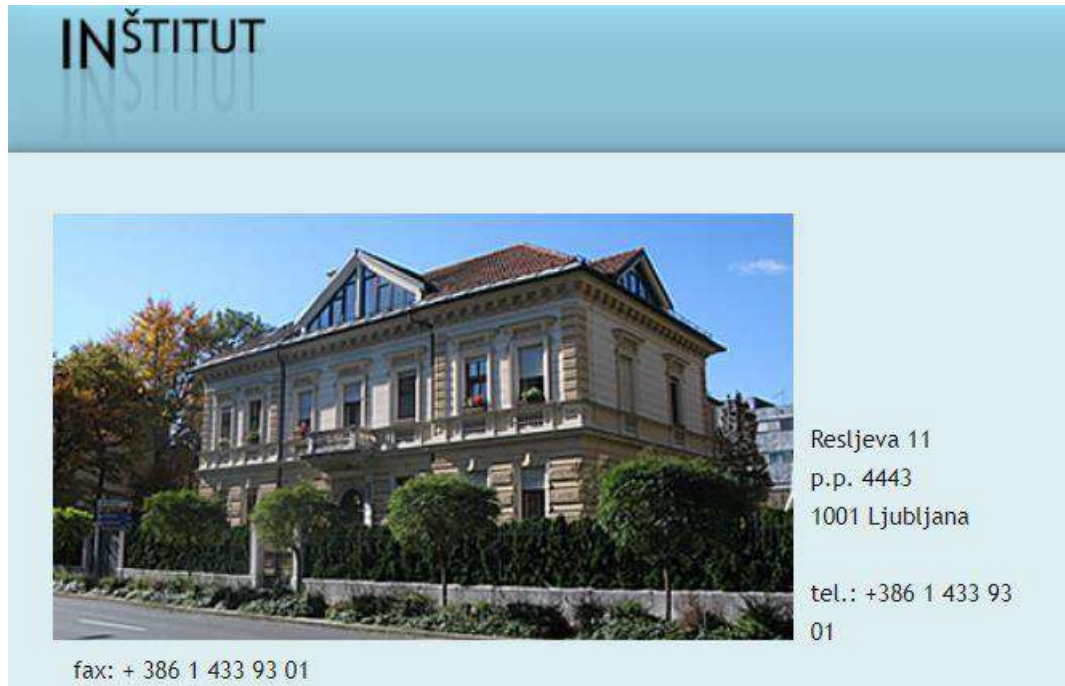 INŠTITUT
Resljeva 11
p.p. 4443
1001 Ljubljana
tel.: +386 1 433 93
01
fax: + 386 1 433 93 01